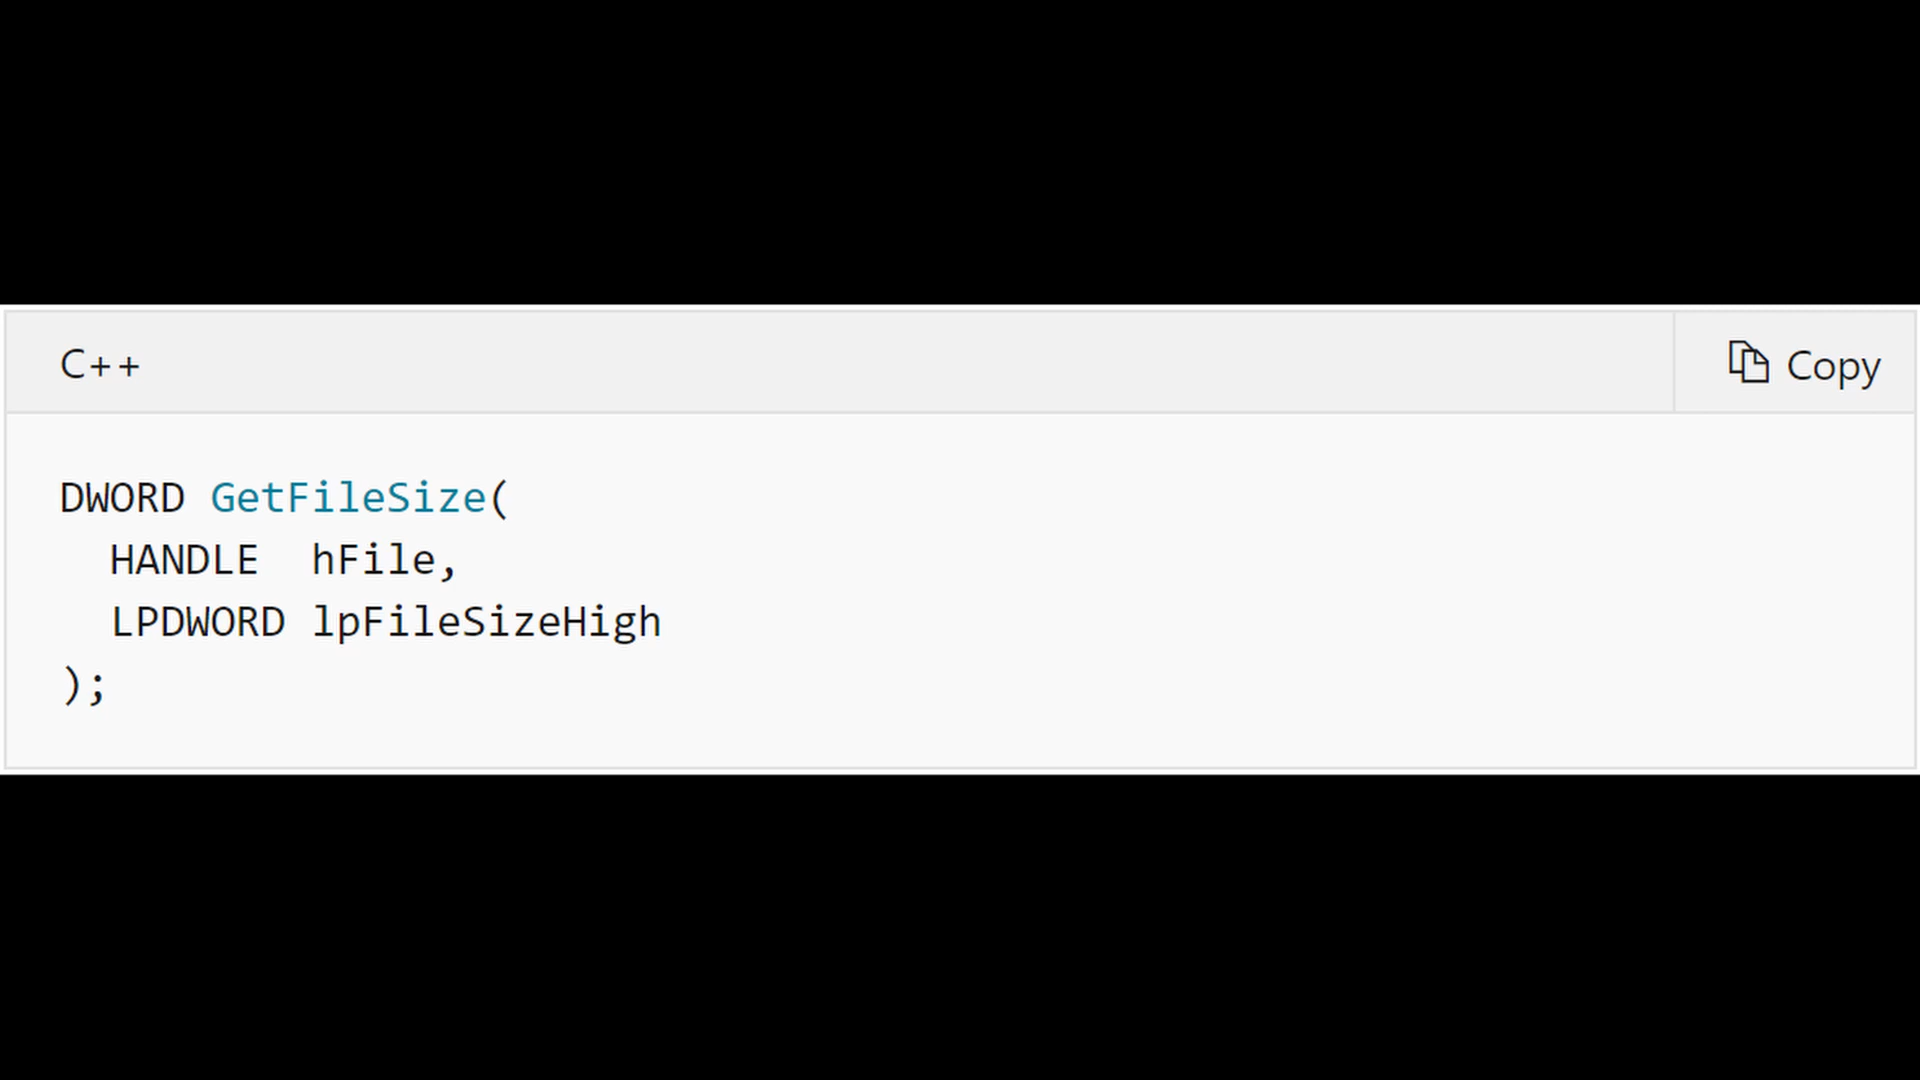 C++
Copy
DWORD GetFileSize(
  HANDLE  hFile,
  LPDWORD lpFileSizeHigh
);